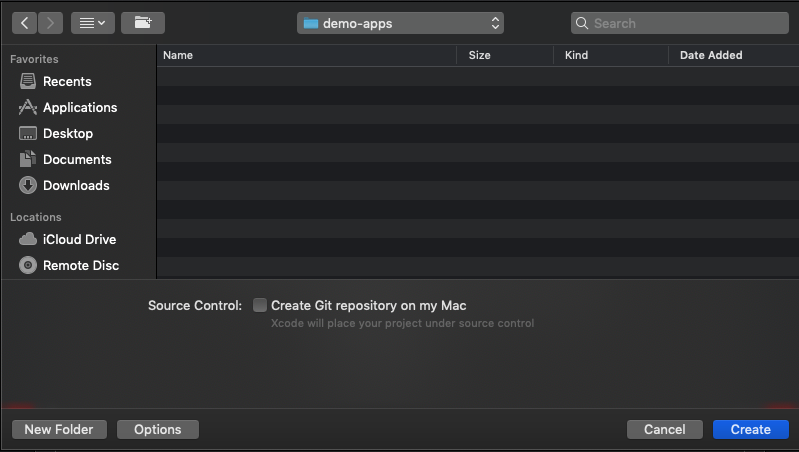 demo-apps
Search
Favorites
Recents
Applications
Desktop
Documents
Downloads
Locations
iCloud Drive
Remote Disc
Name Size Kind Date Added
Source Control: Create Git repository on my Mac
Xcode will place your project under source control
New Folder Options Cancel Create